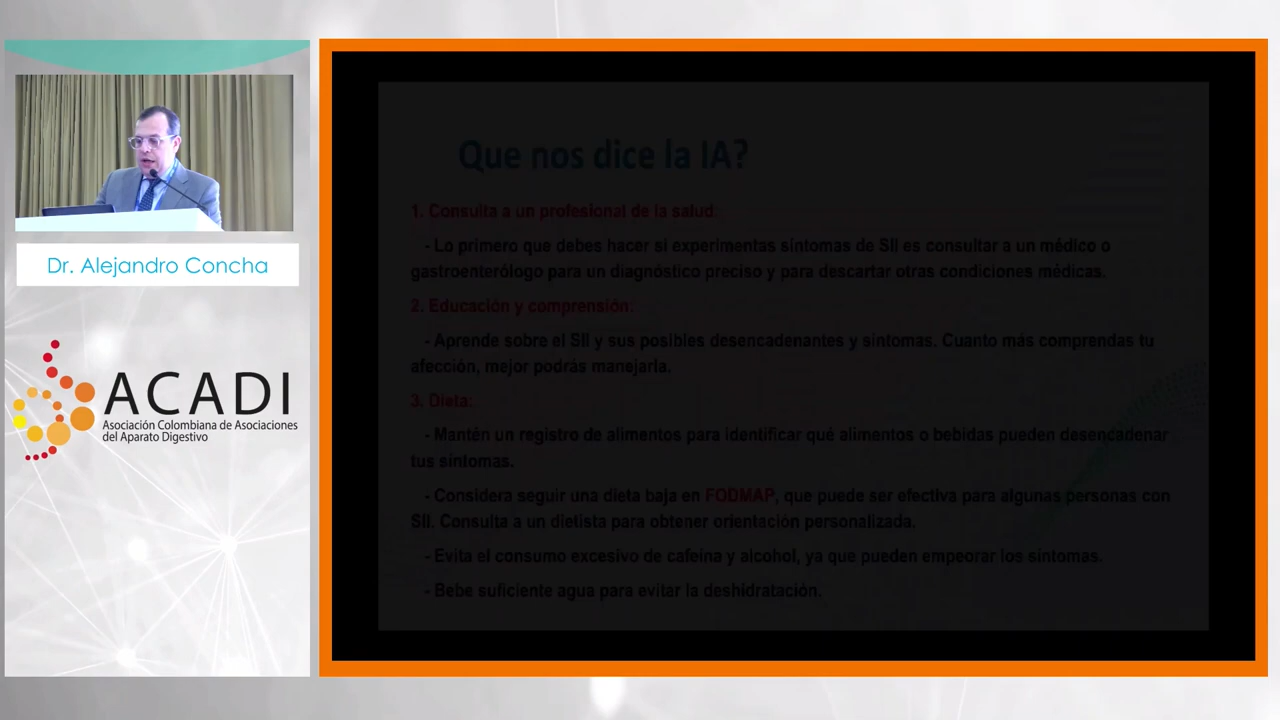 Dr. Alejandro Concha
ACADI
Asociación Colombiana de Asociaciones
del Aparato Digestivo
Que nos dice la IA?
1. Consulta a un profesional de la salud:
- Lo primero que debes hacer si experimentas síntomas de SII es consultar a un médico o
gastroenterólogo para un diagnóstico preciso y para descartar otras condiciones médicas.
2. Educación y comprensión:
- Aprende sobre el SII y sus posibles desencadenantes y síntomas. Cuanto más comprendas tu
afección, mejor podrás manejarla.
3. Dieta:
- Mantén un registro de alimentos para identificar qué alimentos o bebidas pueden desencadenar
tus síntomas.
- Considera seguir una dieta baja en FODMAP, que puede ser efectiva para algunas personas con
SII. Consulta a un dietista para obtener orientación personalizada.
- Evita el consumo excesivo de cafeína y alcohol, ya que pueden empeorar los síntomas.
- Bebe suficiente agua para evitar la deshidratación.